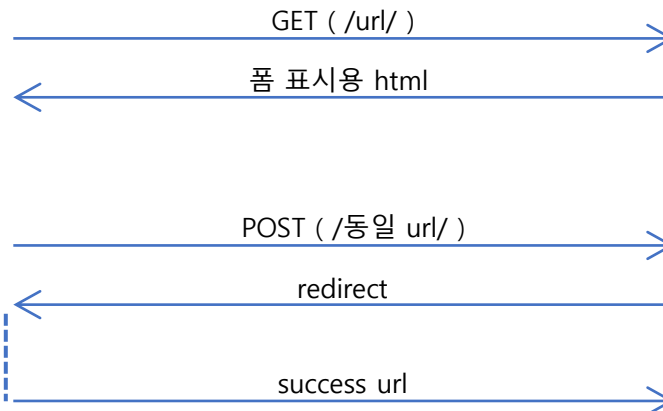 GET ( /url/ )
폼 표시용 html
POST ( /동일 url/ )
redirect
success url